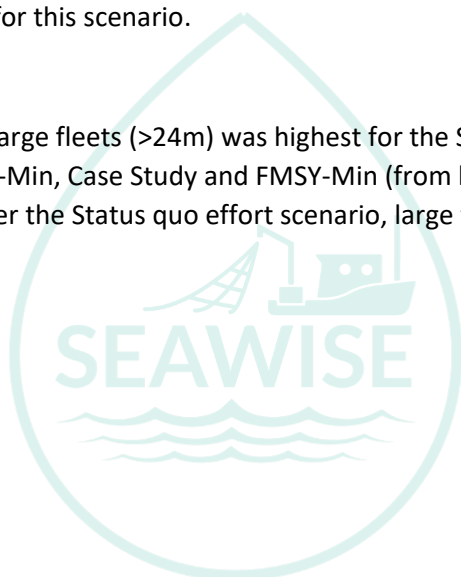 for this scenario.
arge fleets (>24m) was highest for the S
-Min, Case Study and FMSY-Min (from
er the Status quo effort scenario, large
SEAWISE